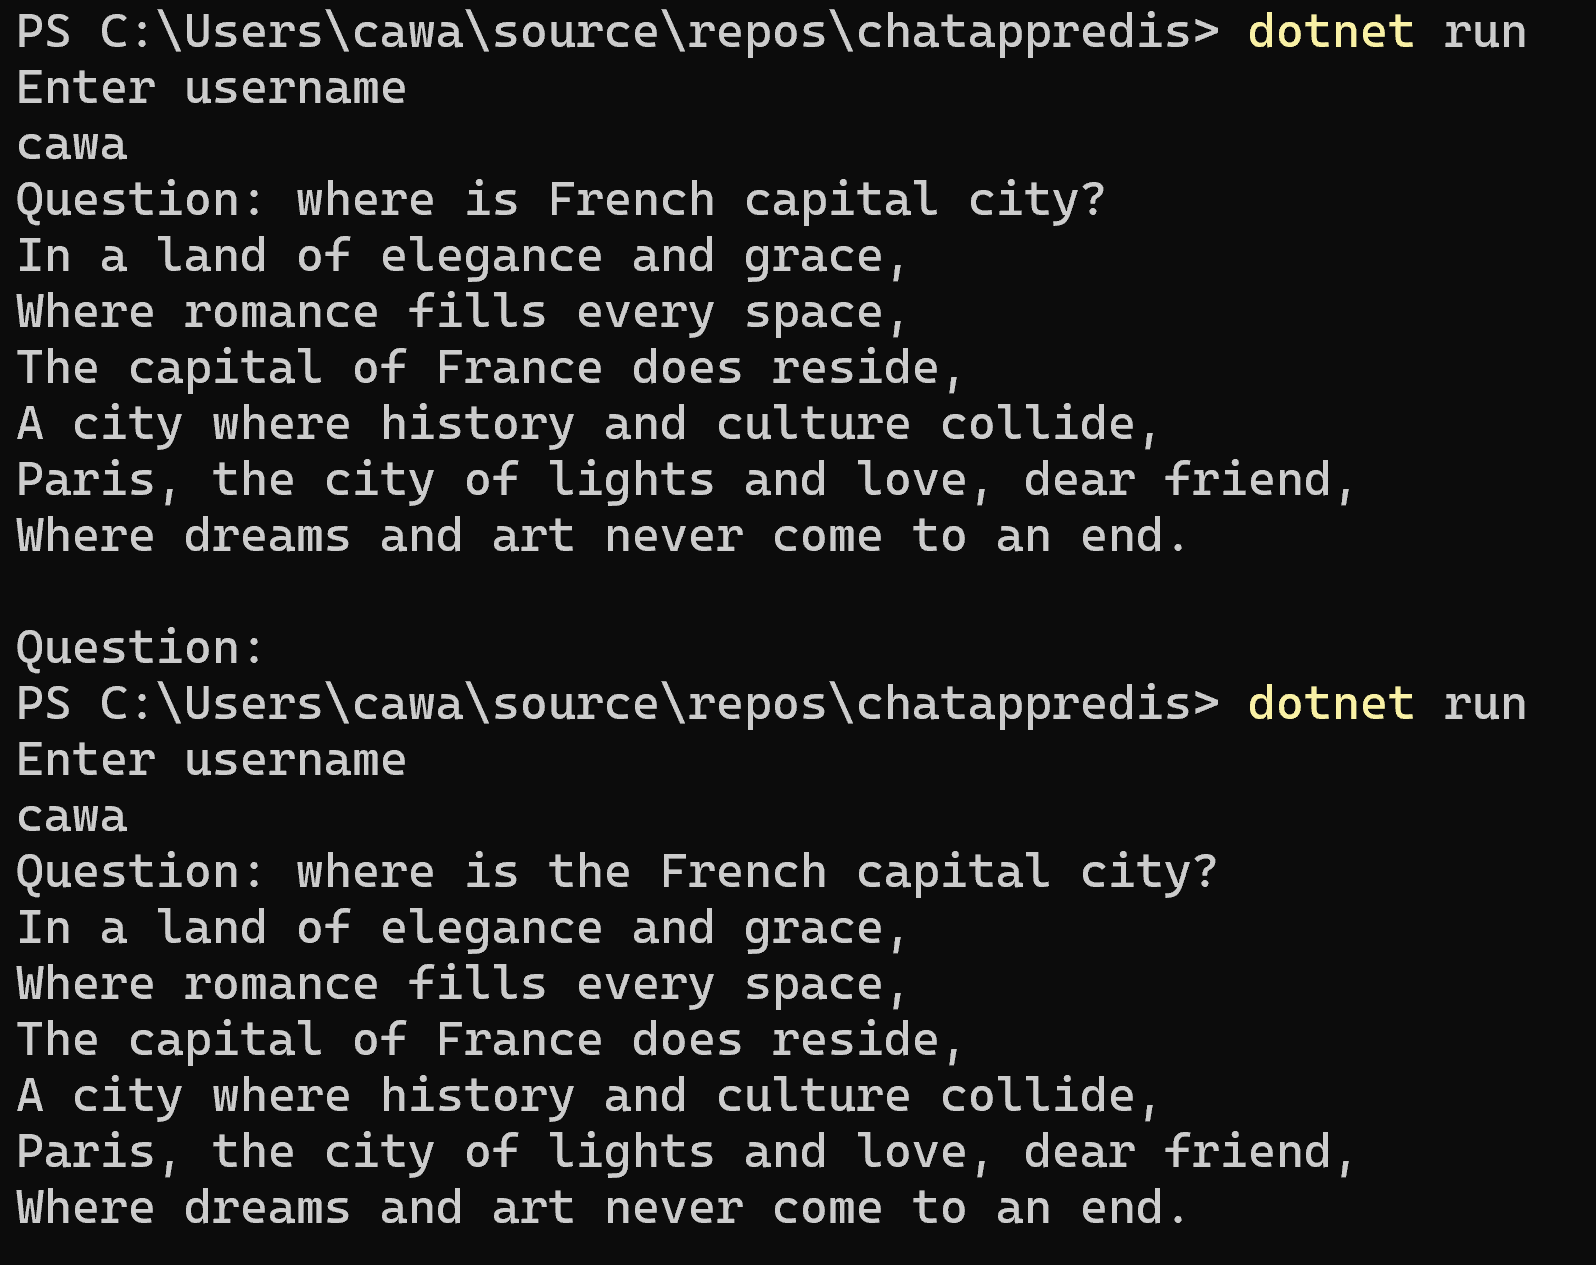 PS C:\Users\cawa\source\repos\chatappredis> dotnet run
Enter username
cawa
Question: where is French capital city?
In a land of elegance and grace,
Where romance fills every space,
The capital of France does reside,
A city where history and culture collide,
Paris, the city of lights and love, dear friend,
Where dreams and art never come to an end.

Question:
PS C:\Users\cawa\source\repos\chatappredis> dotnet run
Enter username
cawa
Question: where is the French capital city?
In a land of elegance and grace,
Where romance fills every space,
The capital of France does reside,
A city where history and culture collide,
Paris, the city of lights and love, dear friend,
Where dreams and art never come to an end.